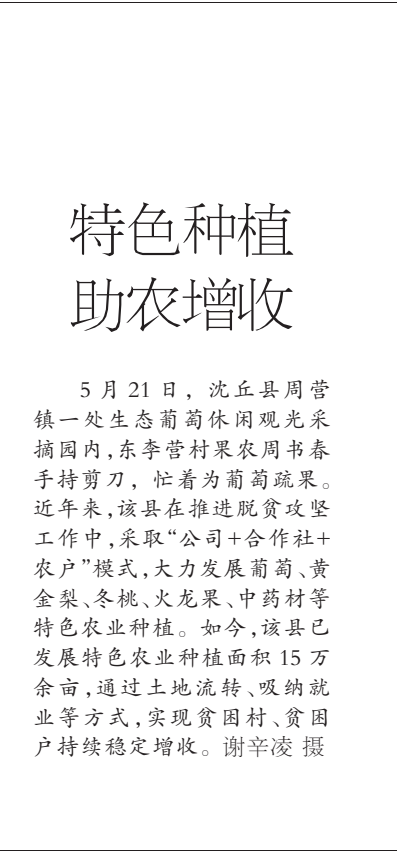 特色种植
助农增收
5月21日，沈丘县周营
镇一处生态葡萄休闲观光采
摘园内，东李营村果农周书春
手持剪刀，忙着为葡萄疏果。
近年来，该县在推进脱贫攻坚
工作中，采取“公司+合作社+
农户”模式，大力发展葡萄、黄
金梨、冬桃、火龙果、中药材等
特色农业种植。如今，该县已
发展特色农业种植面积15万
余亩，通过土地流转、吸纳就
业等方式，实现贫困村、贫困
户持续稳定增收。谢辛凌 摄